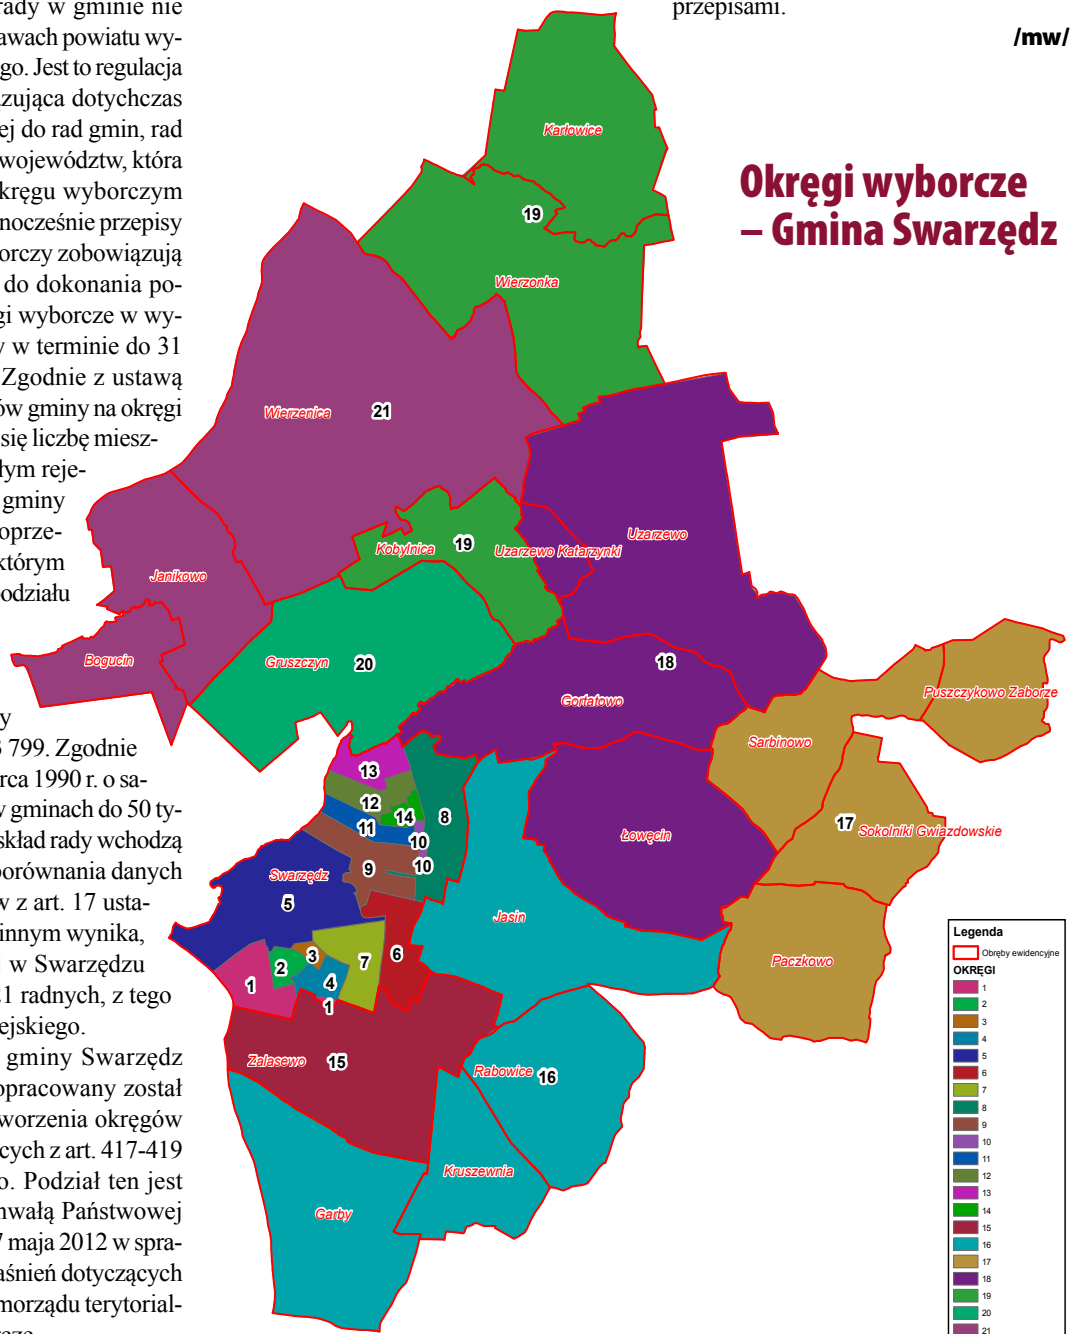 rady w gminie nie
awach powiatu wy-
go. Jest to regulacja
zująca dotychczas
ej do rad gmin, rad
województw, która
kręgu wyborczym
nocześnie przepisy
orczy zobowiązują
do dokonania po-
gi wyborcze w wy-
y w terminie do 31
Zgodnie z ustawą
ów gminy na okręgi
się liczbę miesz-
łym reje-
gminy
oprze-
którym
odziału
y
3 799. Zgodnie
rca 1990 r. o sa-
w gminach do 50 ty-
skład rady wchodzą
porównania danych
w z art. 17 usta-
innym wynika,
i w Swarzędzu
21 radnych, z tego
ejskiego.
gminy Swarzędz
opracowany został
worzenia okręgów
cych z art. 417-419
o. Podział ten jest
hwałą Państwowej
7 maja 2012 w spra-
aśnień dotyczących
morządu terytorial-
przepisami.
/mw/
Okręgi wyborcze
– Gmina Swarzędz
Karłowice
19
Wierzonka
Wierzenica
21
Kobylnica
19
Uzarzewo Katarzynki
Uzarzewo
Janikowo
Bogucin
Gruszczyn
20
18
Gortatowo
Puszczykowo Zaborze
Sarbinowo
13
12
14
8
11
10
10
9
Łowęcin
17
Sokolniki Gwiazdowskie
Swarzędz
5
Jasin
7
6
3
2
4
1
1
Paczkowo
Zalasewo
15
Rabowice
16
Kruszewnia
Garby
Legenda
Obręby ewidencyjne
OKRĘGI
1
2
3
4
5
6
7
8
9
10
11
12
13
14
15
16
17
18
19
20
21